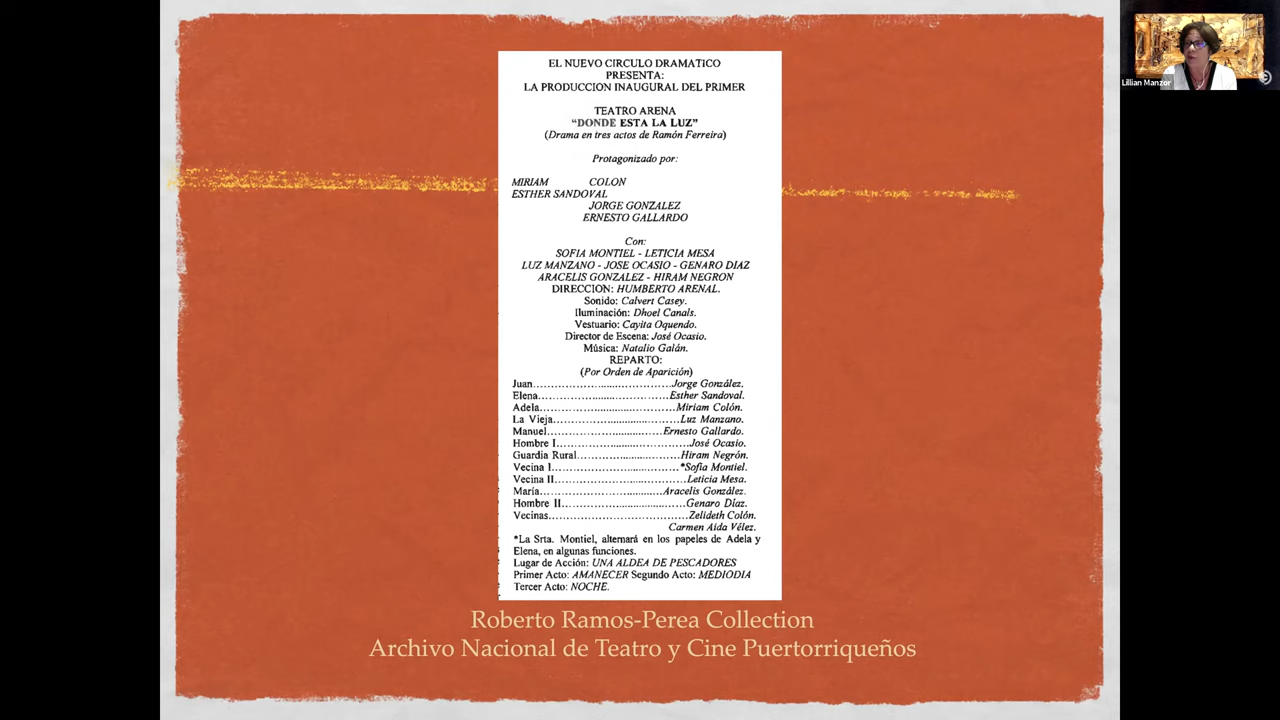 EL NUEVO CIRCULO DRAMATICO
PRESENTA:
LA PRODUCCION INAUGURAL DEL PRIMER
TEATRO ARENA
“DONDE ESTA LA LUZ”
(Drama en tres actos de Ramón Ferreira)
Protagonizado por:
MIRIAM COLON
ESTHER SANDOVAL
JORGE GONZALEZ
ERNESTO GALLARDO
Con:
SOFIA MONTIEL - LETICIA MESA
LUZ MANZANO - JOSE OCASIO - GENARO DIAZ
ARACELIS GONZALEZ - HIRAM NEGRON
DIRECCION: HUMBERTO ARENAL.
Sonido: Calvert Casey.
Iluminación: Dhoel Canals.
Vestuario: Cayita Oquendo.
Director de Escena: José Ocasio.
Música: Natalio Galán.
REPARTO:
(Por Orden de Aparición)
Juan..........................................Jorge González.
Elena..........................................Esther Sandoval.
Adela..........................................Miriam Colón.
La Vieja..........................................Luz Manzano.
Manuel..........................................Ernesto Gallardo.
Hombre I..........................................José Ocasio.
Guardia Rural..........................................Hiram Negrón.
Vecina I..........................................*Sofia Montiel.
Vecina II..........................................Leticia Mesa.
María..........................................Aracelis González.
Hombre II..........................................Genaro Díaz.
Vecinas..........................................Zelideth Colón.
Carmen Aida Vélez.
*La Srta. Montiel, alternará en los papeles de Adela y
Elena, en algunas funciones.
Lugar de Acción: UNA ALDEA DE PESCADORES
Primer Acto: AMANECER Segundo Acto: MEDIODIA
Tercer Acto: NOCHE.
Roberto Ramos-Perea Collection
Archivo Nacional de Teatro y Cine Puertorriqueños
Lillian Manzor